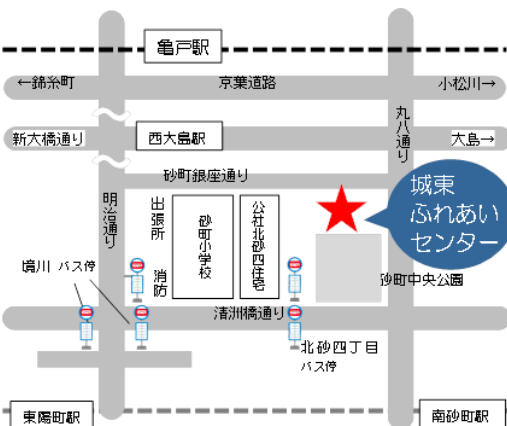 亀戸駅
←錦糸町
京葉道路
小松川→
丸八通り
新大橋通り
西大島駅
大島→
砂町銀座通り
城東
ふれあい
センター
明治通り
出張所
消防
砂町小学校
公社北砂四住宅
境川 バス停
砂町中央公園
清洲橋通り
北砂四丁目
バス停
東陽町駅
南砂町駅